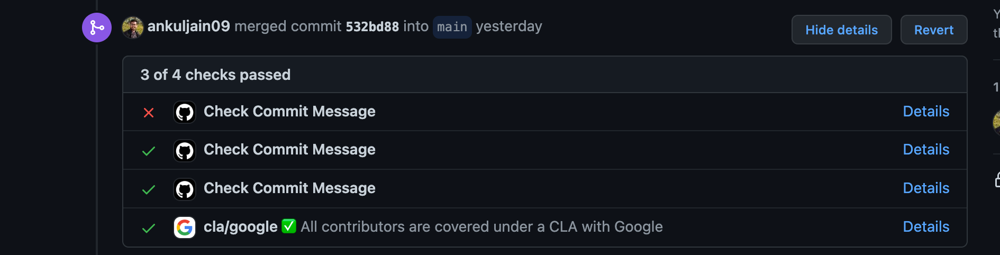 ankuljain09 merged commit 532bd88 into main yesterday
Hide details
Revert
3 of 4 checks passed
Check Commit Message
Details
Check Commit Message
Details
Check Commit Message
Details
cla/google ✅ All contributors are covered under a CLA with Google
Details